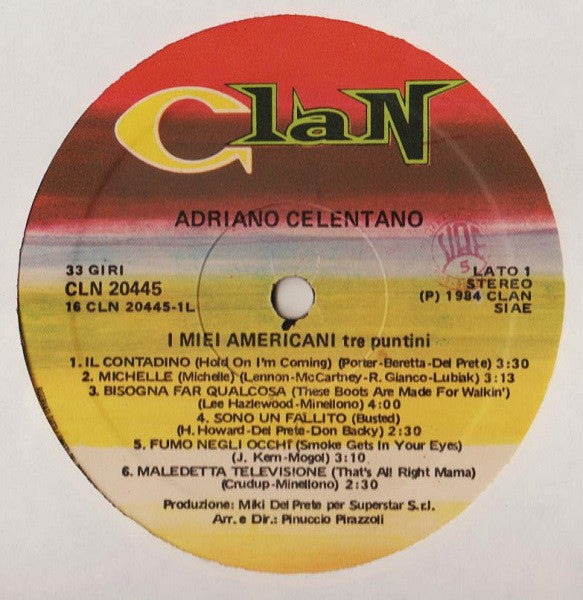 Clan
ADRIANO CELENTANO
33 GIRI
CLN 20445
16 CLN 20445-1L
LATO 1
STEREO
(P) 1984 CLAN
SIAE
I MIEI AMERICANI tre puntini
1. IL CONTADINO (Hold On I'm Coming) (Porter-Beretta-Del Prete) 3:30
2. MICHELLE (Michelle) (Lennon-McCartney-R. Gianco-Lubiak) 3:13
3. BISOGNA FAR QUALCOSA (These Boots Are Made For Walkin')
(Lee Hazlewood-Minellono) 4:00
4. SONO UN FALLITO (Busted)
(H. Howard-Del Prete-Don Backy) 2:30
5. FUMO NEGLI OCCHI (Smoke Gets In Your Eyes)
(J. Kern-Mogol) 3:10
6. MALEDETTA TELEVISIONE (That's All Right Mama)
(Crudup-Minellono) 2:30
Produzione: Miki Del Prete per Superstar S.r.l.
Arr. e Dir.: Pinuccio Pirazzoli